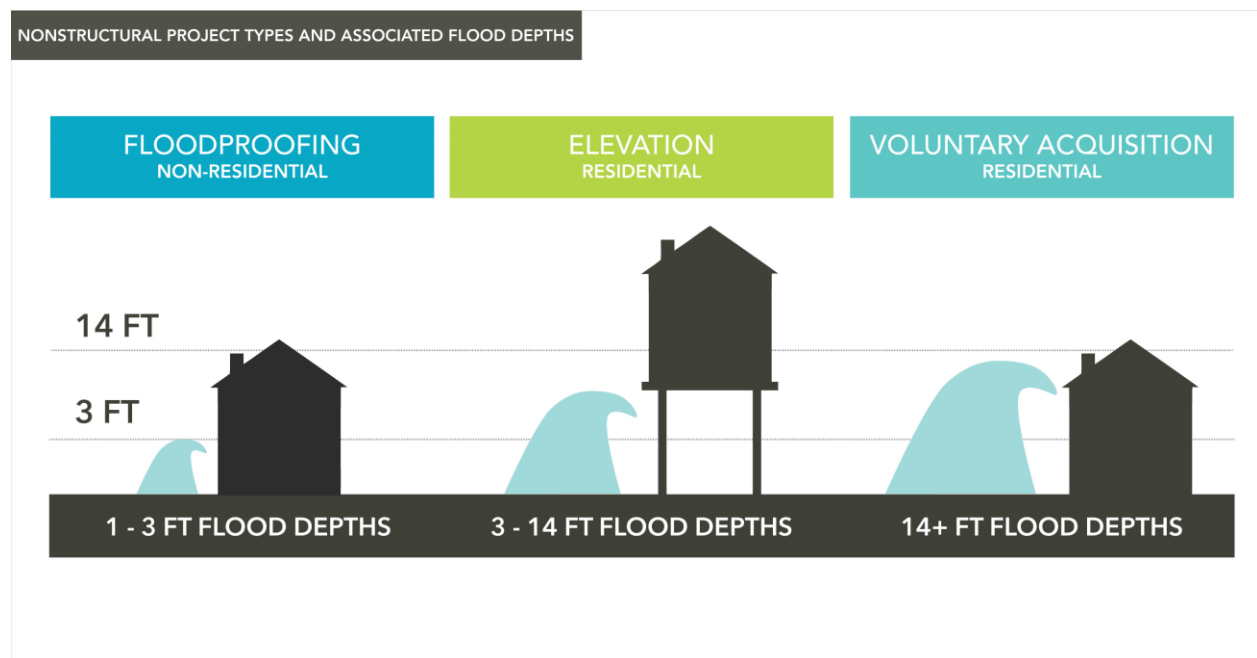 NONSTRUCTURAL PROJECT TYPES AND ASSOCIATED FLOOD DEPTHS
FLOODPROOFING
NON-RESIDENTIAL
ELEVATION
RESIDENTIAL
VOLUNTARY ACQUISITION
RESIDENTIAL
14 FT
3 FT
1 - 3 FT FLOOD DEPTHS
3 - 14 FT FLOOD DEPTHS
14+ FT FLOOD DEPTHS